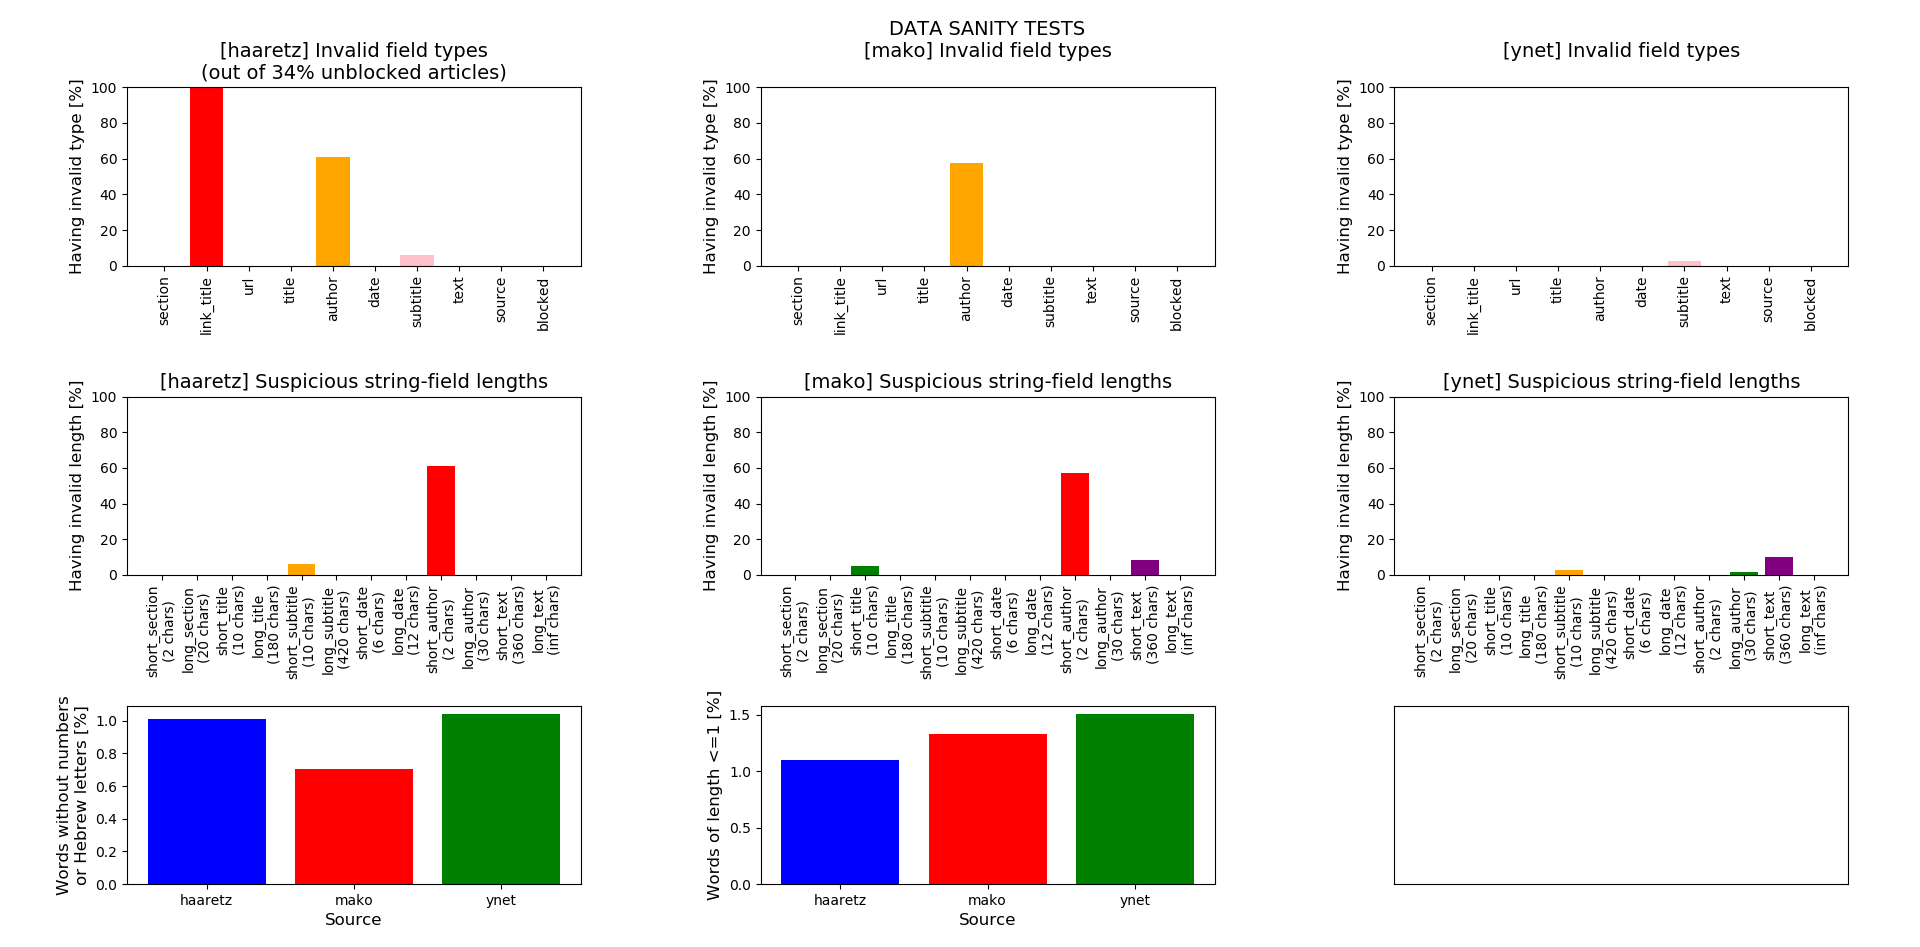 DATA SANITY TESTS
[haaretz] Invalid field types
(out of 34% unblocked articles)
Having invalid type [%]
100
80
60
40
20
0
section
link_title
url
title
author
date
subtitle
text
source
blocked
[mako] Invalid field types
Having invalid type [%]
100
80
60
40
20
0
section
link_title
url
title
author
date
subtitle
text
source
blocked
[ynet] Invalid field types
Having invalid type [%]
100
80
60
40
20
0
section
link_title
url
title
author
date
subtitle
text
source
blocked
[haaretz] Suspicious string-field lengths
Having invalid length [%]
100
80
60
40
20
0
short_section
(2 chars)
long_section
(20 chars)
short_title
(10 chars)
long_title
(180 chars)
short_subtitle
(10 chars)
long_subtitle
(420 chars)
short_date
(6 chars)
long_date
(12 chars)
short_author
(2 chars)
long_author
(30 chars)
short_text
(360 chars)
long_text
(inf chars)
[mako] Suspicious string-field lengths
Having invalid length [%]
100
80
60
40
20
0
short_section
(2 chars)
long_section
(20 chars)
short_title
(10 chars)
long_title
(180 chars)
short_subtitle
(10 chars)
long_subtitle
(420 chars)
short_date
(6 chars)
long_date
(12 chars)
short_author
(2 chars)
long_author
(30 chars)
short_text
(360 chars)
long_text
(inf chars)
[ynet] Suspicious string-field lengths
Having invalid length [%]
100
80
60
40
20
0
short_section
(2 chars)
long_section
(20 chars)
short_title
(10 chars)
long_title
(180 chars)
short_subtitle
(10 chars)
long_subtitle
(420 chars)
short_date
(6 chars)
long_date
(12 chars)
short_author
(2 chars)
long_author
(30 chars)
short_text
(360 chars)
long_text
(inf chars)
Words without numbers
or Hebrew letters [%]
1.0
0.8
0.6
0.4
0.2
0.0
haaretz
mako
ynet
Source
Words of length <=1 [%]
1.5
1.0
0.5
0.0
haaretz
mako
ynet
Source